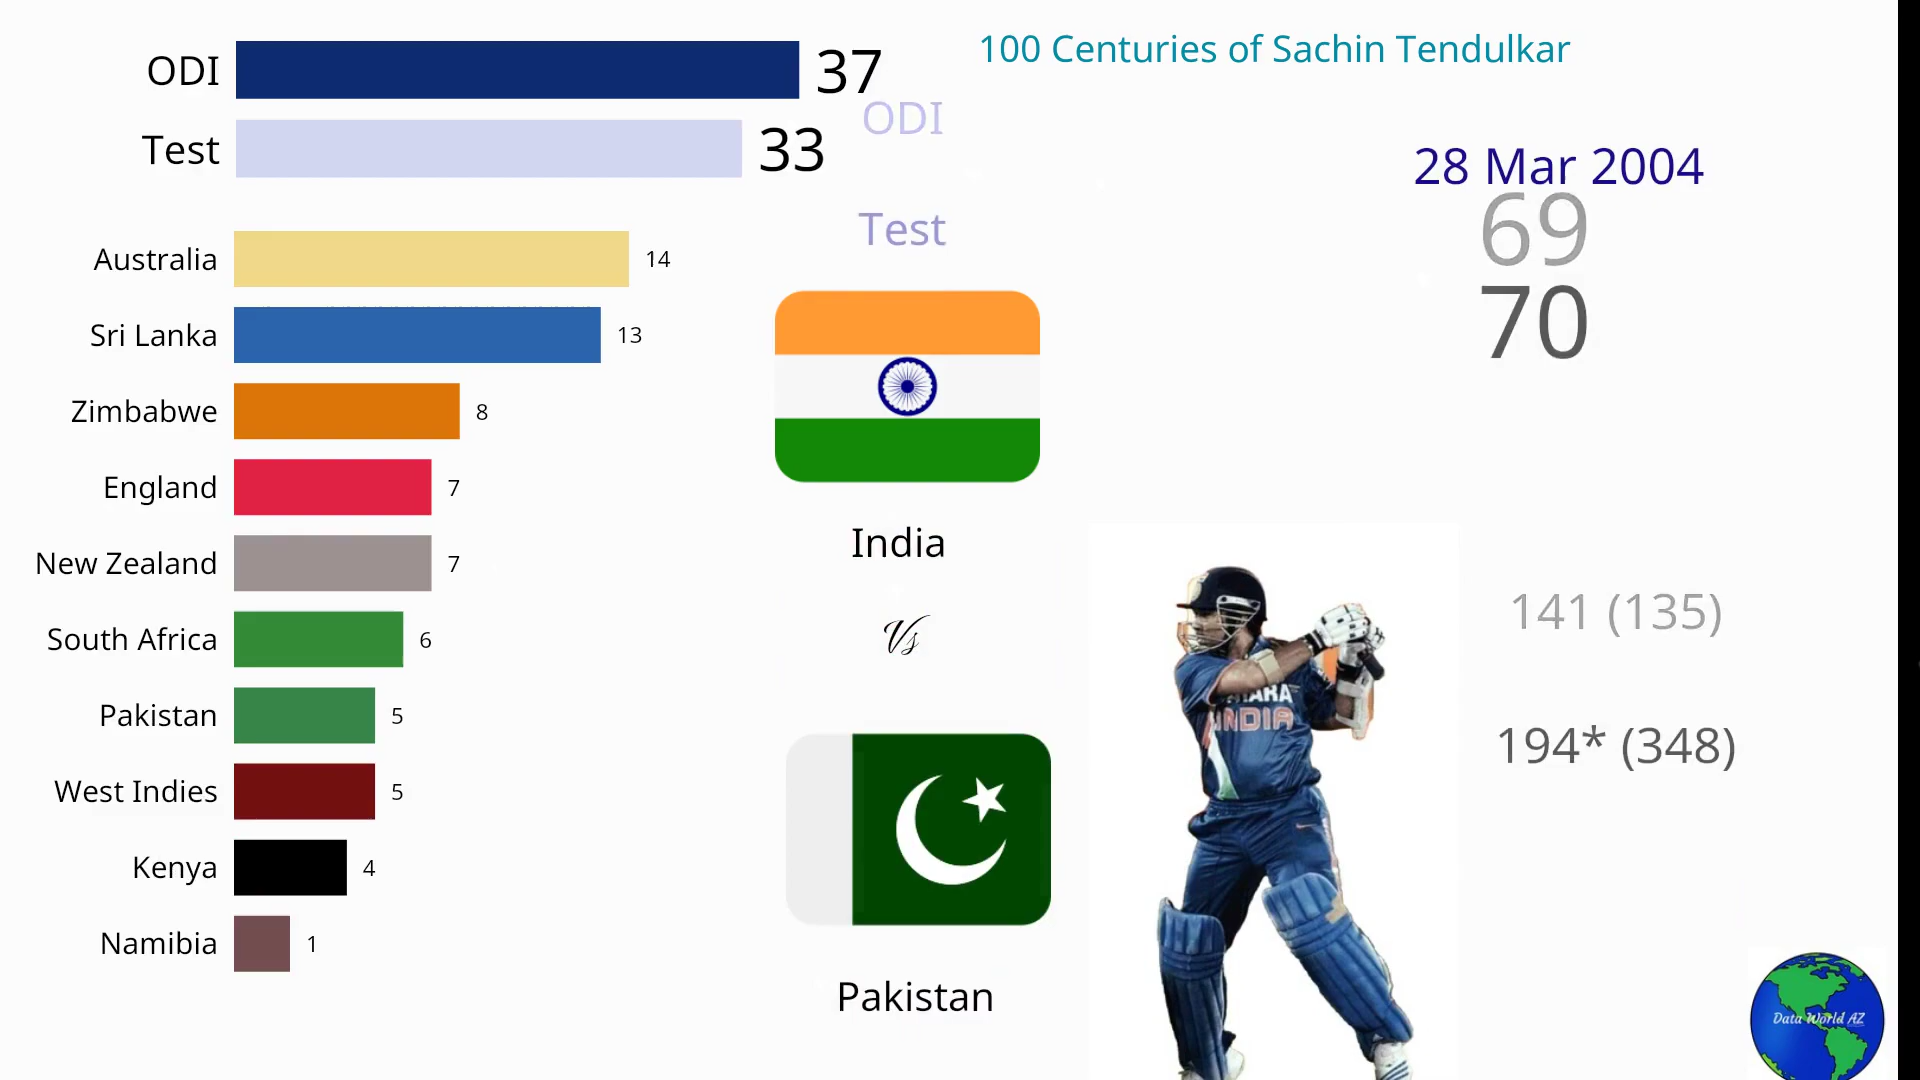 ODI 37
Test 33
100 Centuries of Sachin Tendulkar
ODI
Test
28 Mar 2004
69
70
Australia 14
Sri Lanka 13
Zimbabwe 8
England 7
New Zealand 7
South Africa 6
Pakistan 5
West Indies 5
Kenya 4
Namibia 1
India
Vs
Pakistan
INDIA
141 (135)
194* (348)
Data World AZ